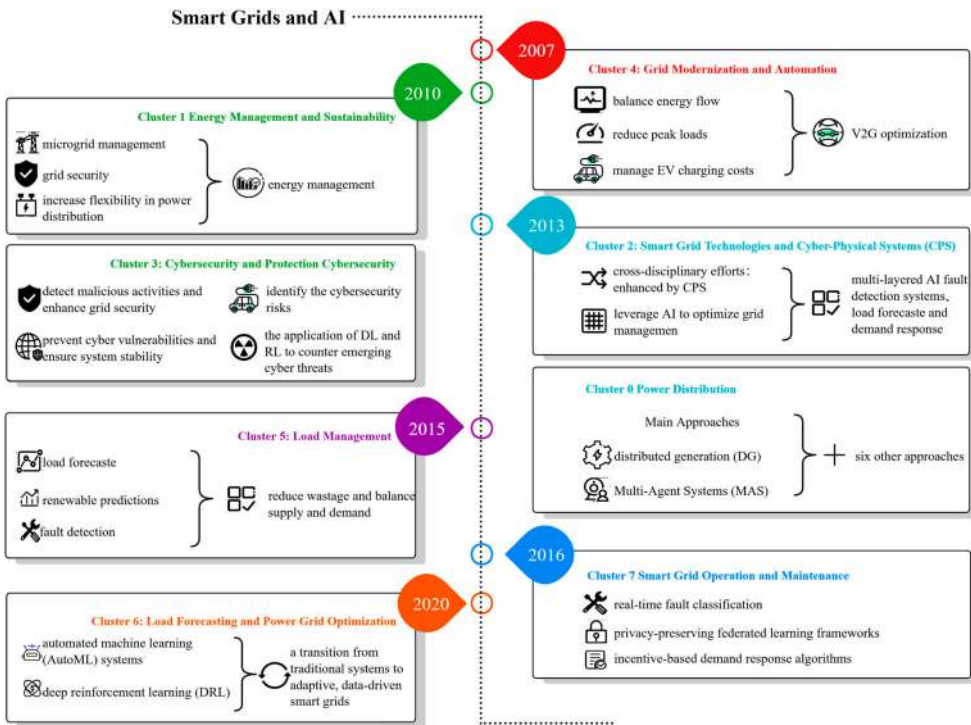 Smart Grids and AI
2007
Cluster 4: Grid Modernization and Automation
balance energy flow
reduce peak loads
manage EV charging costs
V2G optimization
2010
Cluster 1 Energy Management and Sustainability
microgrid management
grid security
increase flexibility in power
distribution
energy management
Cluster 3: Cybersecurity and Protection Cybersecurity
detect malicious activities and
enhance grid security
identify the cybersecurity
risks
prevent cyber vulnerabilities and
ensure system stability
the application of DL and
RL to counter emerging
cyber threats
2013
Cluster 2: Smart Grid Technologies and Cyber-Physical Systems (CPS)
cross-disciplinary efforts:
enhanced by CPS
leverage AI to optimize grid
managemen
multi-layered AI fault
detection systems,
load forecaste and
demand response
Cluster 0 Power Distribution
Main Approaches
distributed generation (DG)
Multi-Agent Systems (MAS)
six other approaches
2015
Cluster 5: Load Management
load forecaste
renewable predictions
fault detection
reduce wastage and balance
supply and demand
2016
Cluster 7 Smart Grid Operation and Maintenance
real-time fault classification
privacy-preserving federated learning frameworks
incentive-based demand response algorithms
2020
Cluster 6: Load Forecasting and Power Grid Optimization
automated machine learning
(AutoML) systems
deep reinforcement learning (DRL)
a transition from
traditional systems to
adaptive, data-driven
smart grids